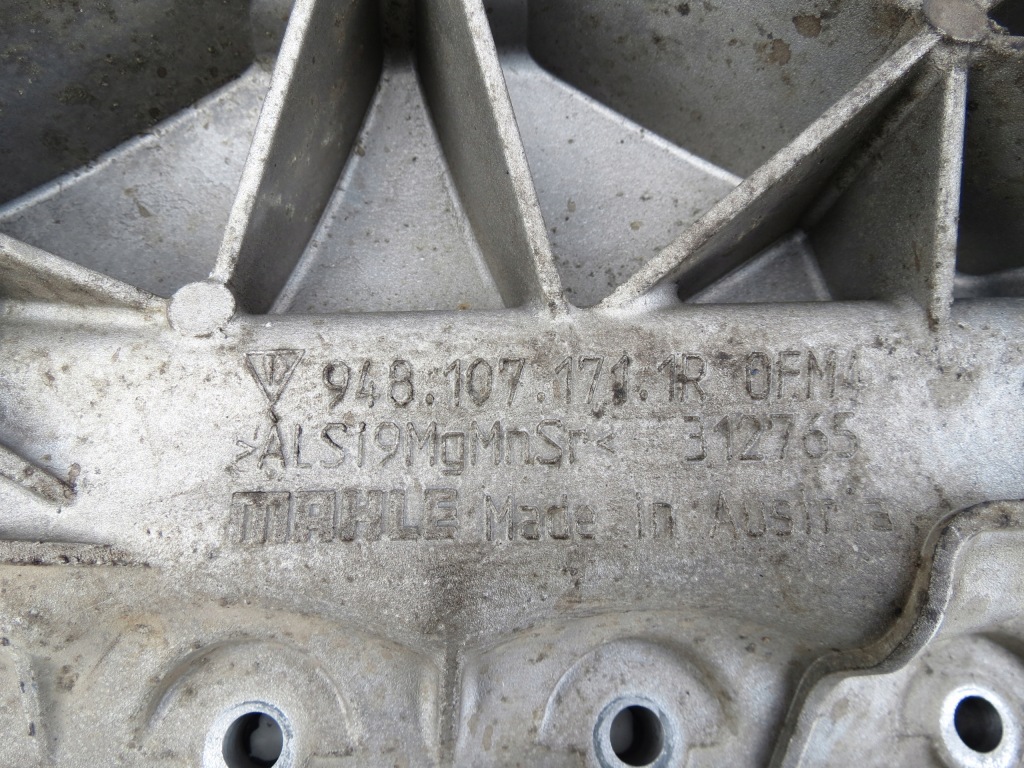 948.107.171.1R 0FM4
>ALSi9MgMnSr< 312765
MAHLE Made in Austria